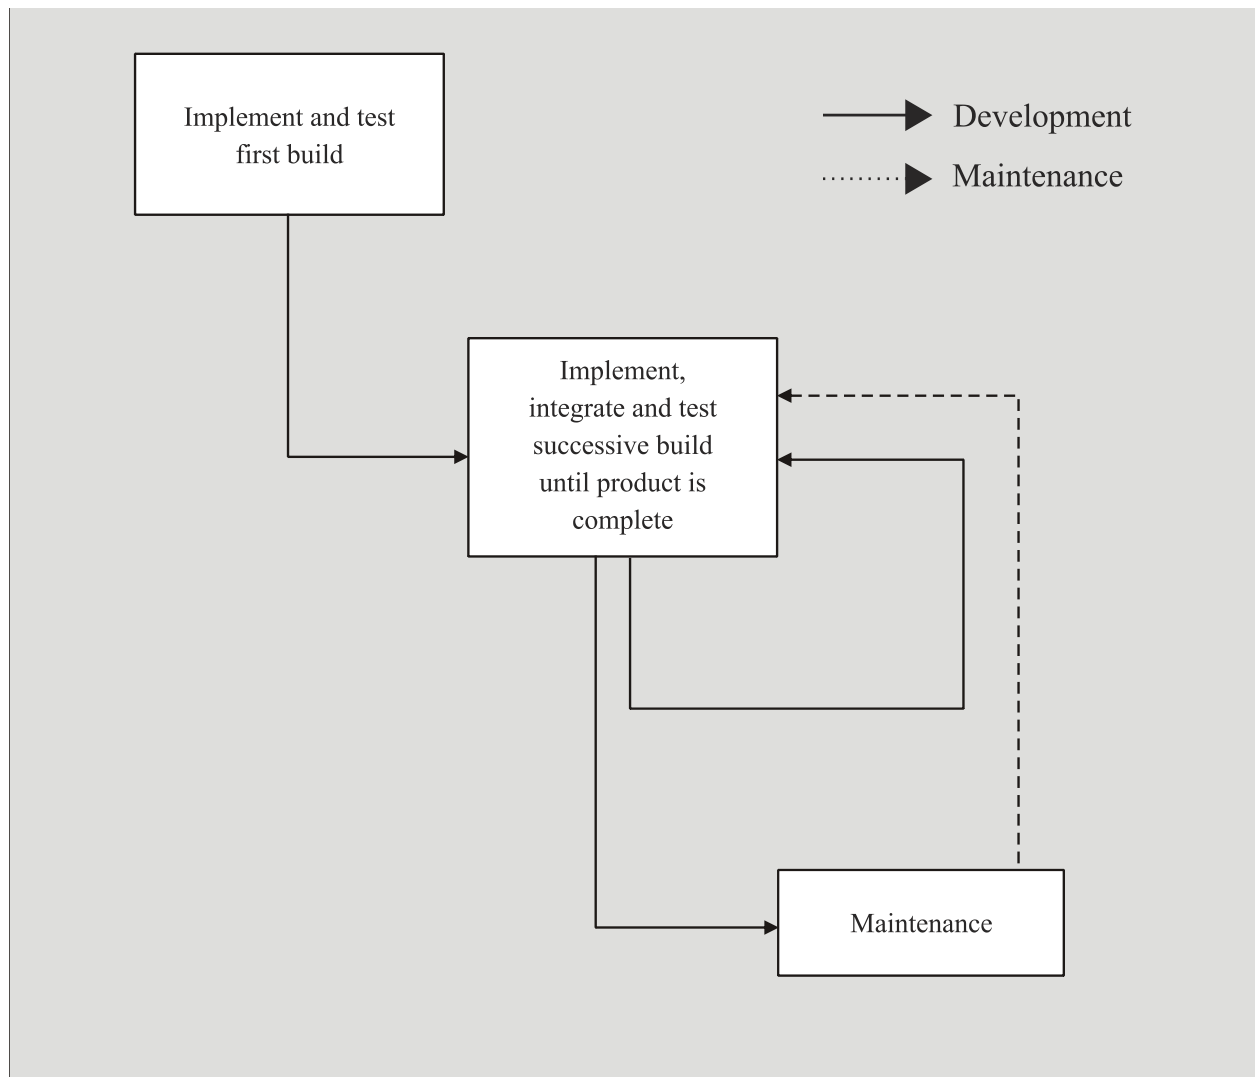 Implement and test
first build
Development
Maintenance
Implement,
integrate and test
successive build
until product is
complete
Maintenance